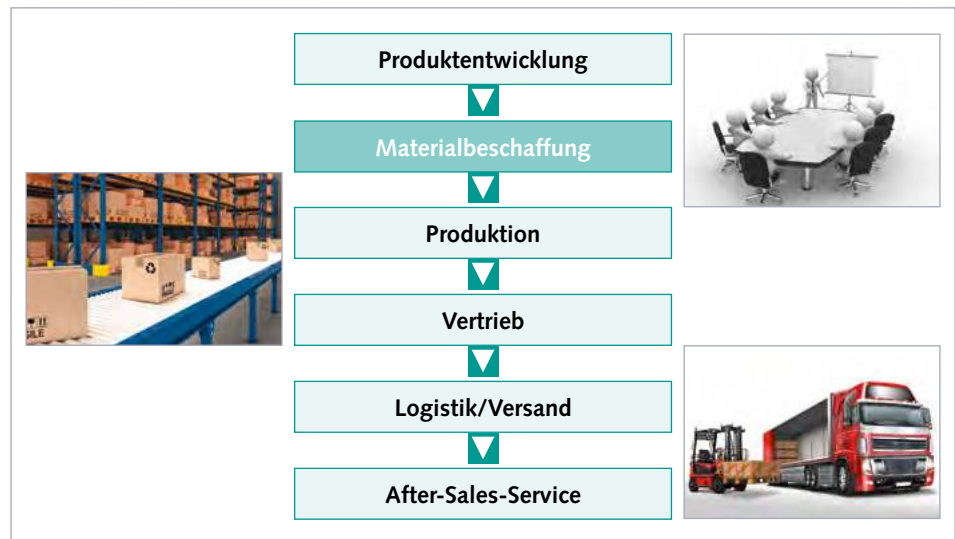 Produktentwicklung
Materialbeschaffung
Produktion
Vertrieb
Logistik/Versand
After-Sales-Service